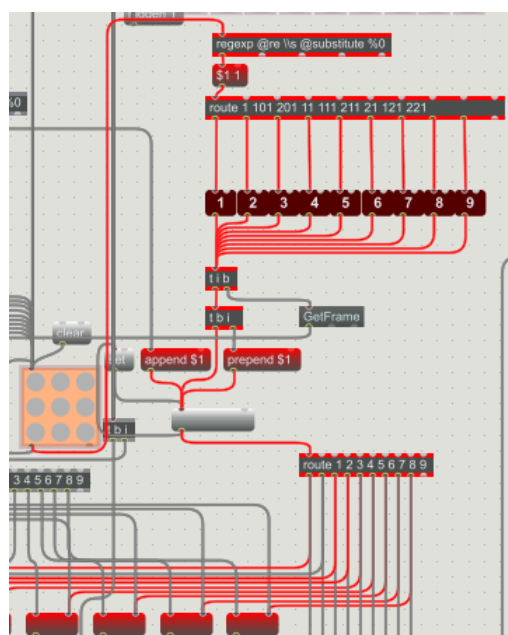 regexp @re \\s @substitute %0
$1 1
route 1 101 201 11 111 211 21 121 221
%0
1 2 3 4 5 6 7 8 9
t i b
t b i
GetFrame
clear
append $1
prepend $1
t b i
route 1 2 3 4 5 6 7 8 9
3 4 5 6 7 8 9